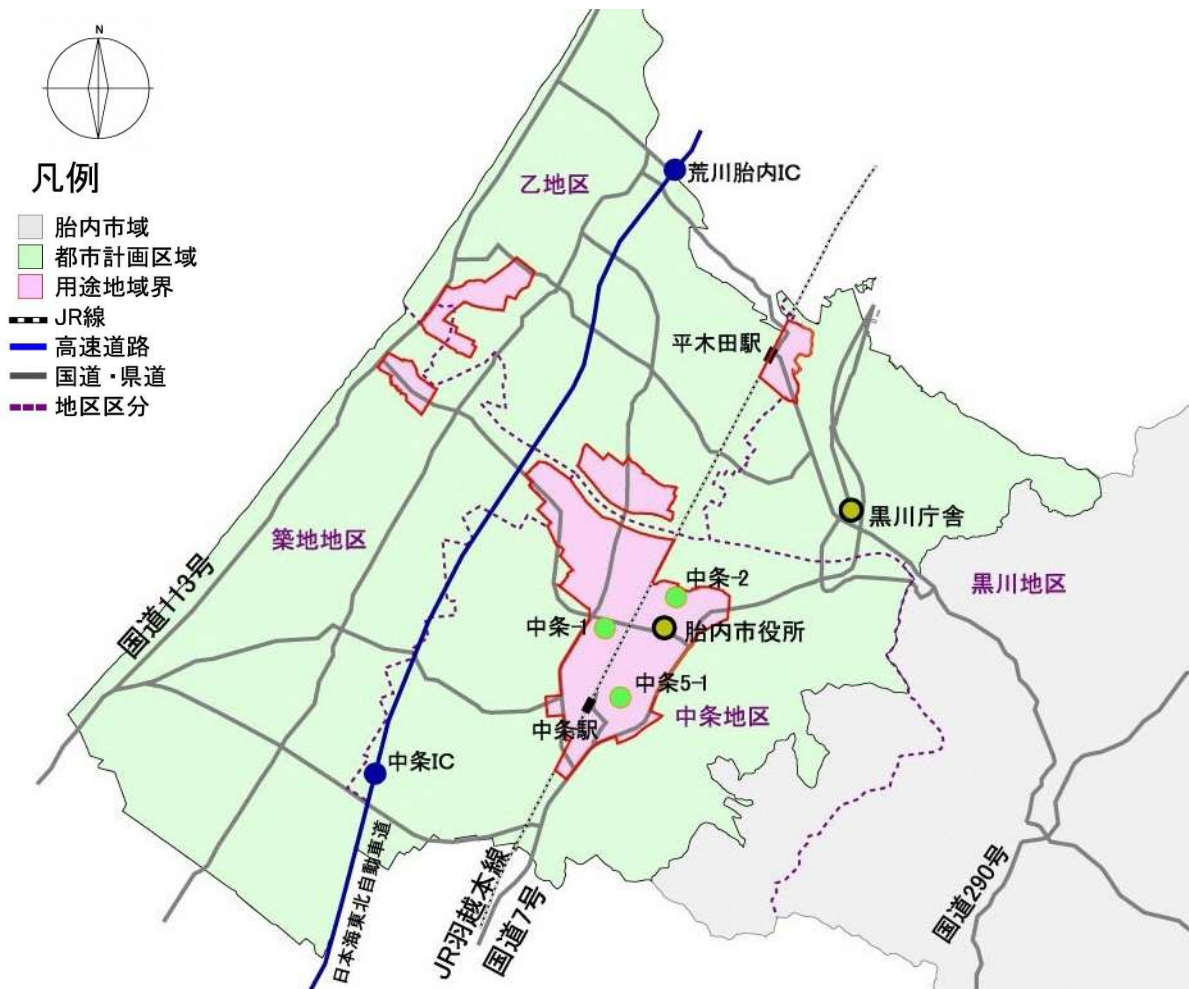 N
凡例
胎内市域
都市計画区域
用途地域界
JR線
高速道路
国道・県道
地区区分
荒川胎内IC
乙地区
平木田駅
黒川庁舎
築地地区
国道113号
黒川地区
中条-2
中条-1
胎内市役所
中条5-1
中条地区
中条駅
中条IC
日本海東北自動車道
JR羽越本線
国道7号
国道290号